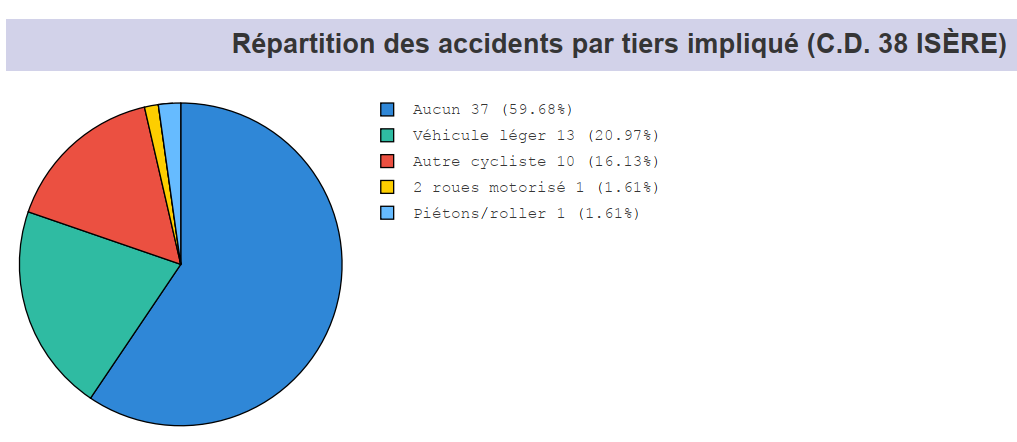 Répartition des accidents par tiers impliqué (C.D. 38 ISÈRE)
Aucun 37 (59.68%)
Véhicule léger 13 (20.97%)
Autre cycliste 10 (16.13%)
2 roues motorisé 1 (1.61%)
Piétons/roller 1 (1.61%)